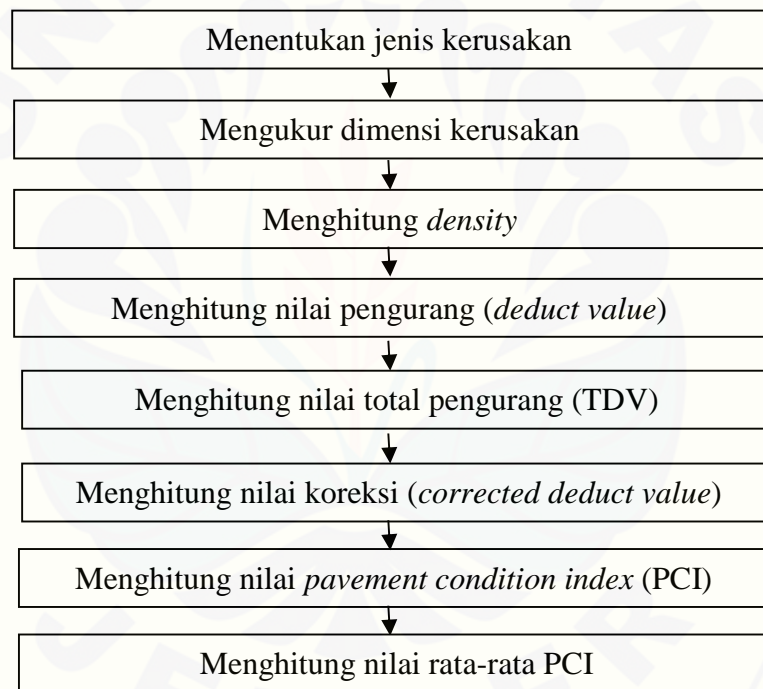 Menentukan jenis kerusakan
Mengukur dimensi kerusakan
Menghitung density
Menghitung nilai pengurang (deduct value)
Menghitung nilai total pengurang (TDV)
Menghitung nilai koreksi (corrected deduct value)
Menghitung nilai pavement condition index (PCI)
Menghitung nilai rata-rata PCI